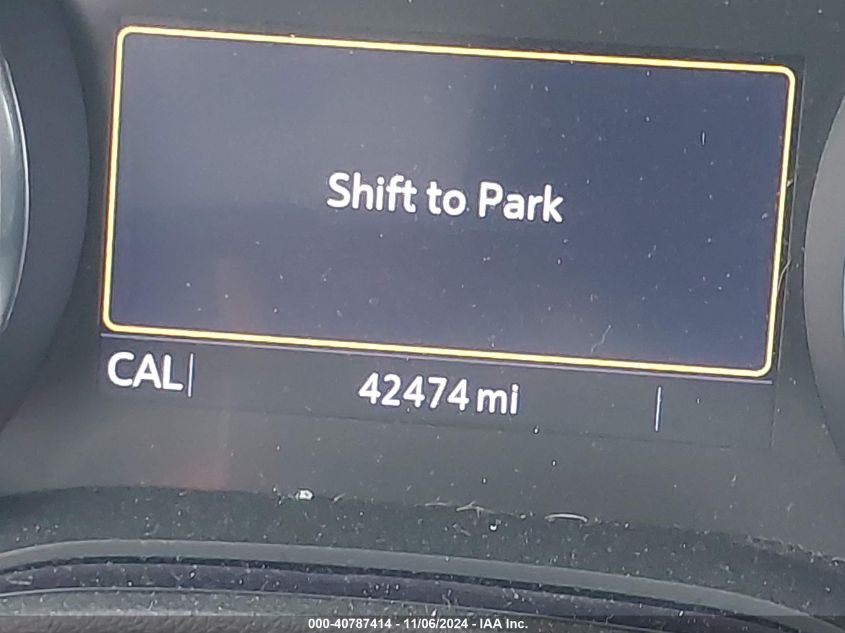 Shift to Park
CAL 42474 mi
000-40787414 - 11/06/2024 - IAA Inc.